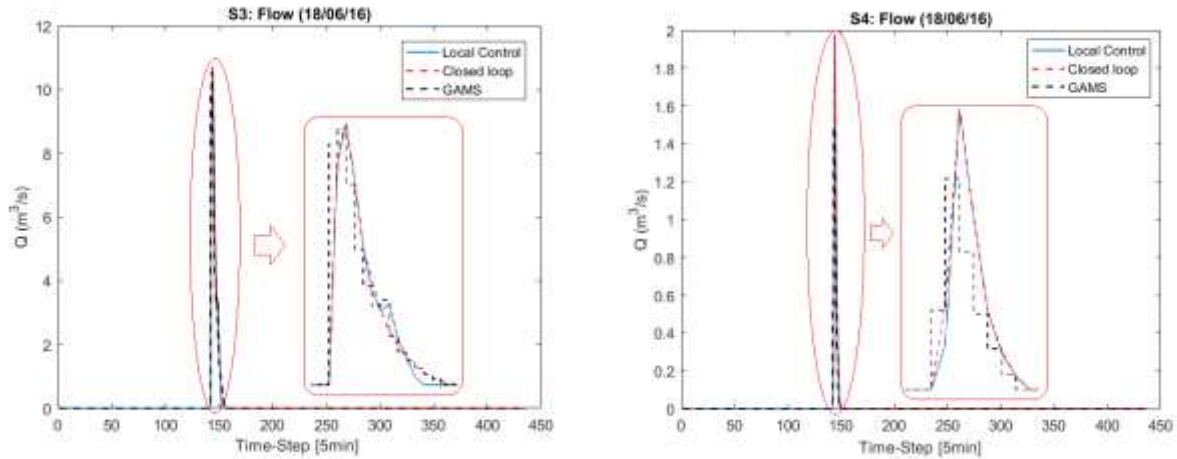 S3: Flow (18/06/16)
12
10
8
6
4
2
0
Q (m³/s)
Local Control
Closed loop
GAMS
0 50 100 150 200 250 300 350 400 450
Time-Step [5min]
S4: Flow (18/06/16)
2
1.8
1.6
1.4
1.2
1
0.8
0.6
0.4
0.2
0
Q (m³/s)
Local Control
Closed loop
GAMS
0 50 100 150 200 250 300 350 400 450
Time-Step [5min]